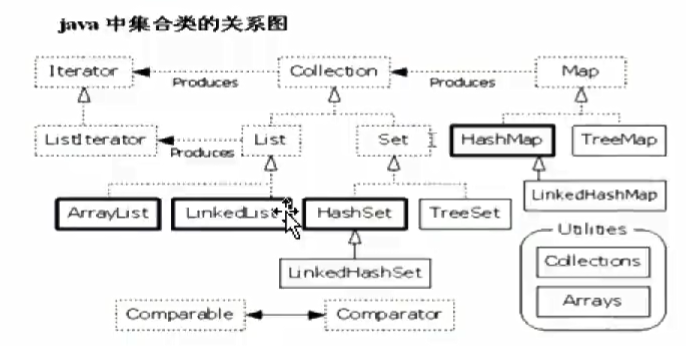 java 中集合类的关系图
Iterator Produces Collection Produces Map
ListIterator Produces List Set HashMap TreeMap
LinkedHashMap
ArrayList LinkedList HashSet TreeSet
Utilities
Collections
LinkedHashSet
Arrays
Comparable Comparator